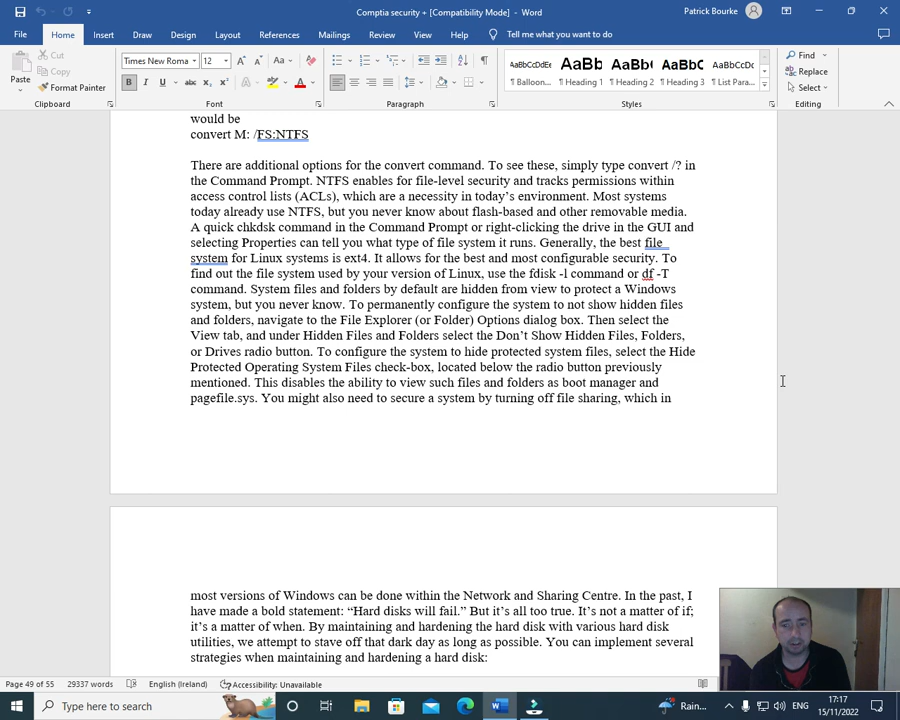 Comptia security + [Compatibility Mode] - Word
Patrick Bourke
File Home Insert Draw Design Layout References Mailings Review View Help Tell me what you want to do
Cut
Copy
Paste
Format Painter
Times New Roma 12
AaBbCcDdE AaBb AaBbC AaBbC AaBbCcDc
¶ Balloon... ¶ Heading 1 ¶ Heading 2 ¶ Heading 3 ¶ List Para...
Find
Replace
Select
Clipboard Font Paragraph Styles Editing
would be
convert M: /FS:NTFS
There are additional options for the convert command. To see these, simply type convert /? in
the Command Prompt. NTFS enables for file-level security and tracks permissions within
access control lists (ACLs), which are a necessity in today’s environment. Most systems
today already use NTFS, but you never know about flash-based and other removable media.
A quick chkdsk command in the Command Prompt or right-clicking the drive in the GUI and
selecting Properties can tell you what type of file system it runs. Generally, the best file
system for Linux systems is ext4. It allows for the best and most configurable security. To
find out the file system used by your version of Linux, use the fdisk -l command or df -T
command. System files and folders by default are hidden from view to protect a Windows
system, but you never know. To permanently configure the system to not show hidden files
and folders, navigate to the File Explorer (or Folder) Options dialog box. Then select the
View tab, and under Hidden Files and Folders select the Don’t Show Hidden Files, Folders,
or Drives radio button. To configure the system to hide protected system files, select the Hide
Protected Operating System Files check-box, located below the radio button previously
mentioned. This disables the ability to view such files and folders as boot manager and
pagefile.sys. You might also need to secure a system by turning off file sharing, which in
most versions of Windows can be done within the Network and Sharing Centre. In the past, I
have made a bold statement: “Hard disks will fail.” But it’s all too true. It’s not a matter of if;
it’s a matter of when. By maintaining and hardening the hard disk with various hard disk
utilities, we attempt to stave off that dark day as long as possible. You can implement several
strategies when maintaining and hardening a hard disk:
Page 49 of 55 29337 words English (Ireland) Accessibility: Unavailable
Type here to search
Rain...
17:17
15/11/2022